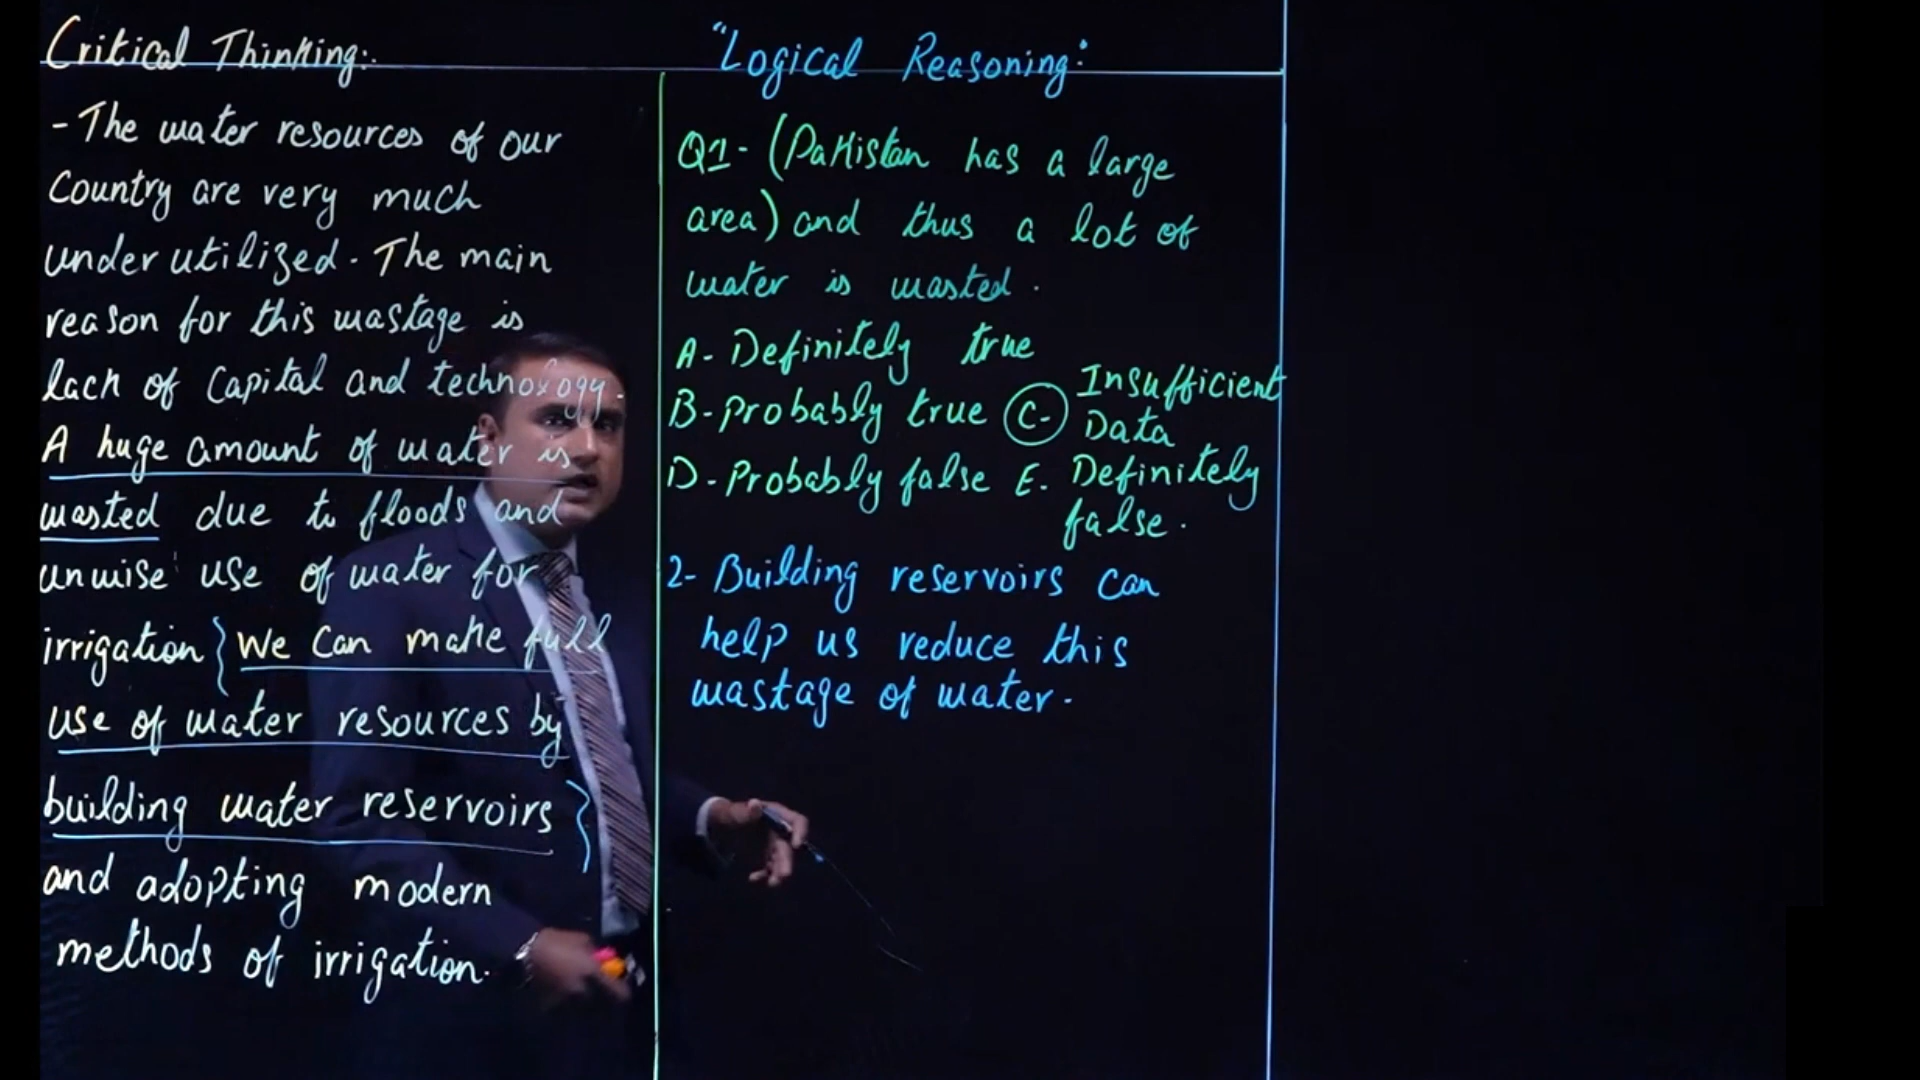 Critical Thinking:.
- The water resources of our
Country are very much
under utilized. The main
reason for this wastage is
lack of Capital and technology.
A huge amount of water is
wasted due to floods and
unwise use of water for
irrigation } We Can make full
use of water resources by
building water reservoirs }
and adopting modern
methods of irrigation.
"Logical Reasoning:
Q1- (Pakistan has a large
area) and thus a lot of
water is wasted.
A- Definitely true
B- Probably true C- Insufficient
Data
D- Probably false E. Definitely
false.
2- Building reservoirs can
help us reduce this
wastage of water.